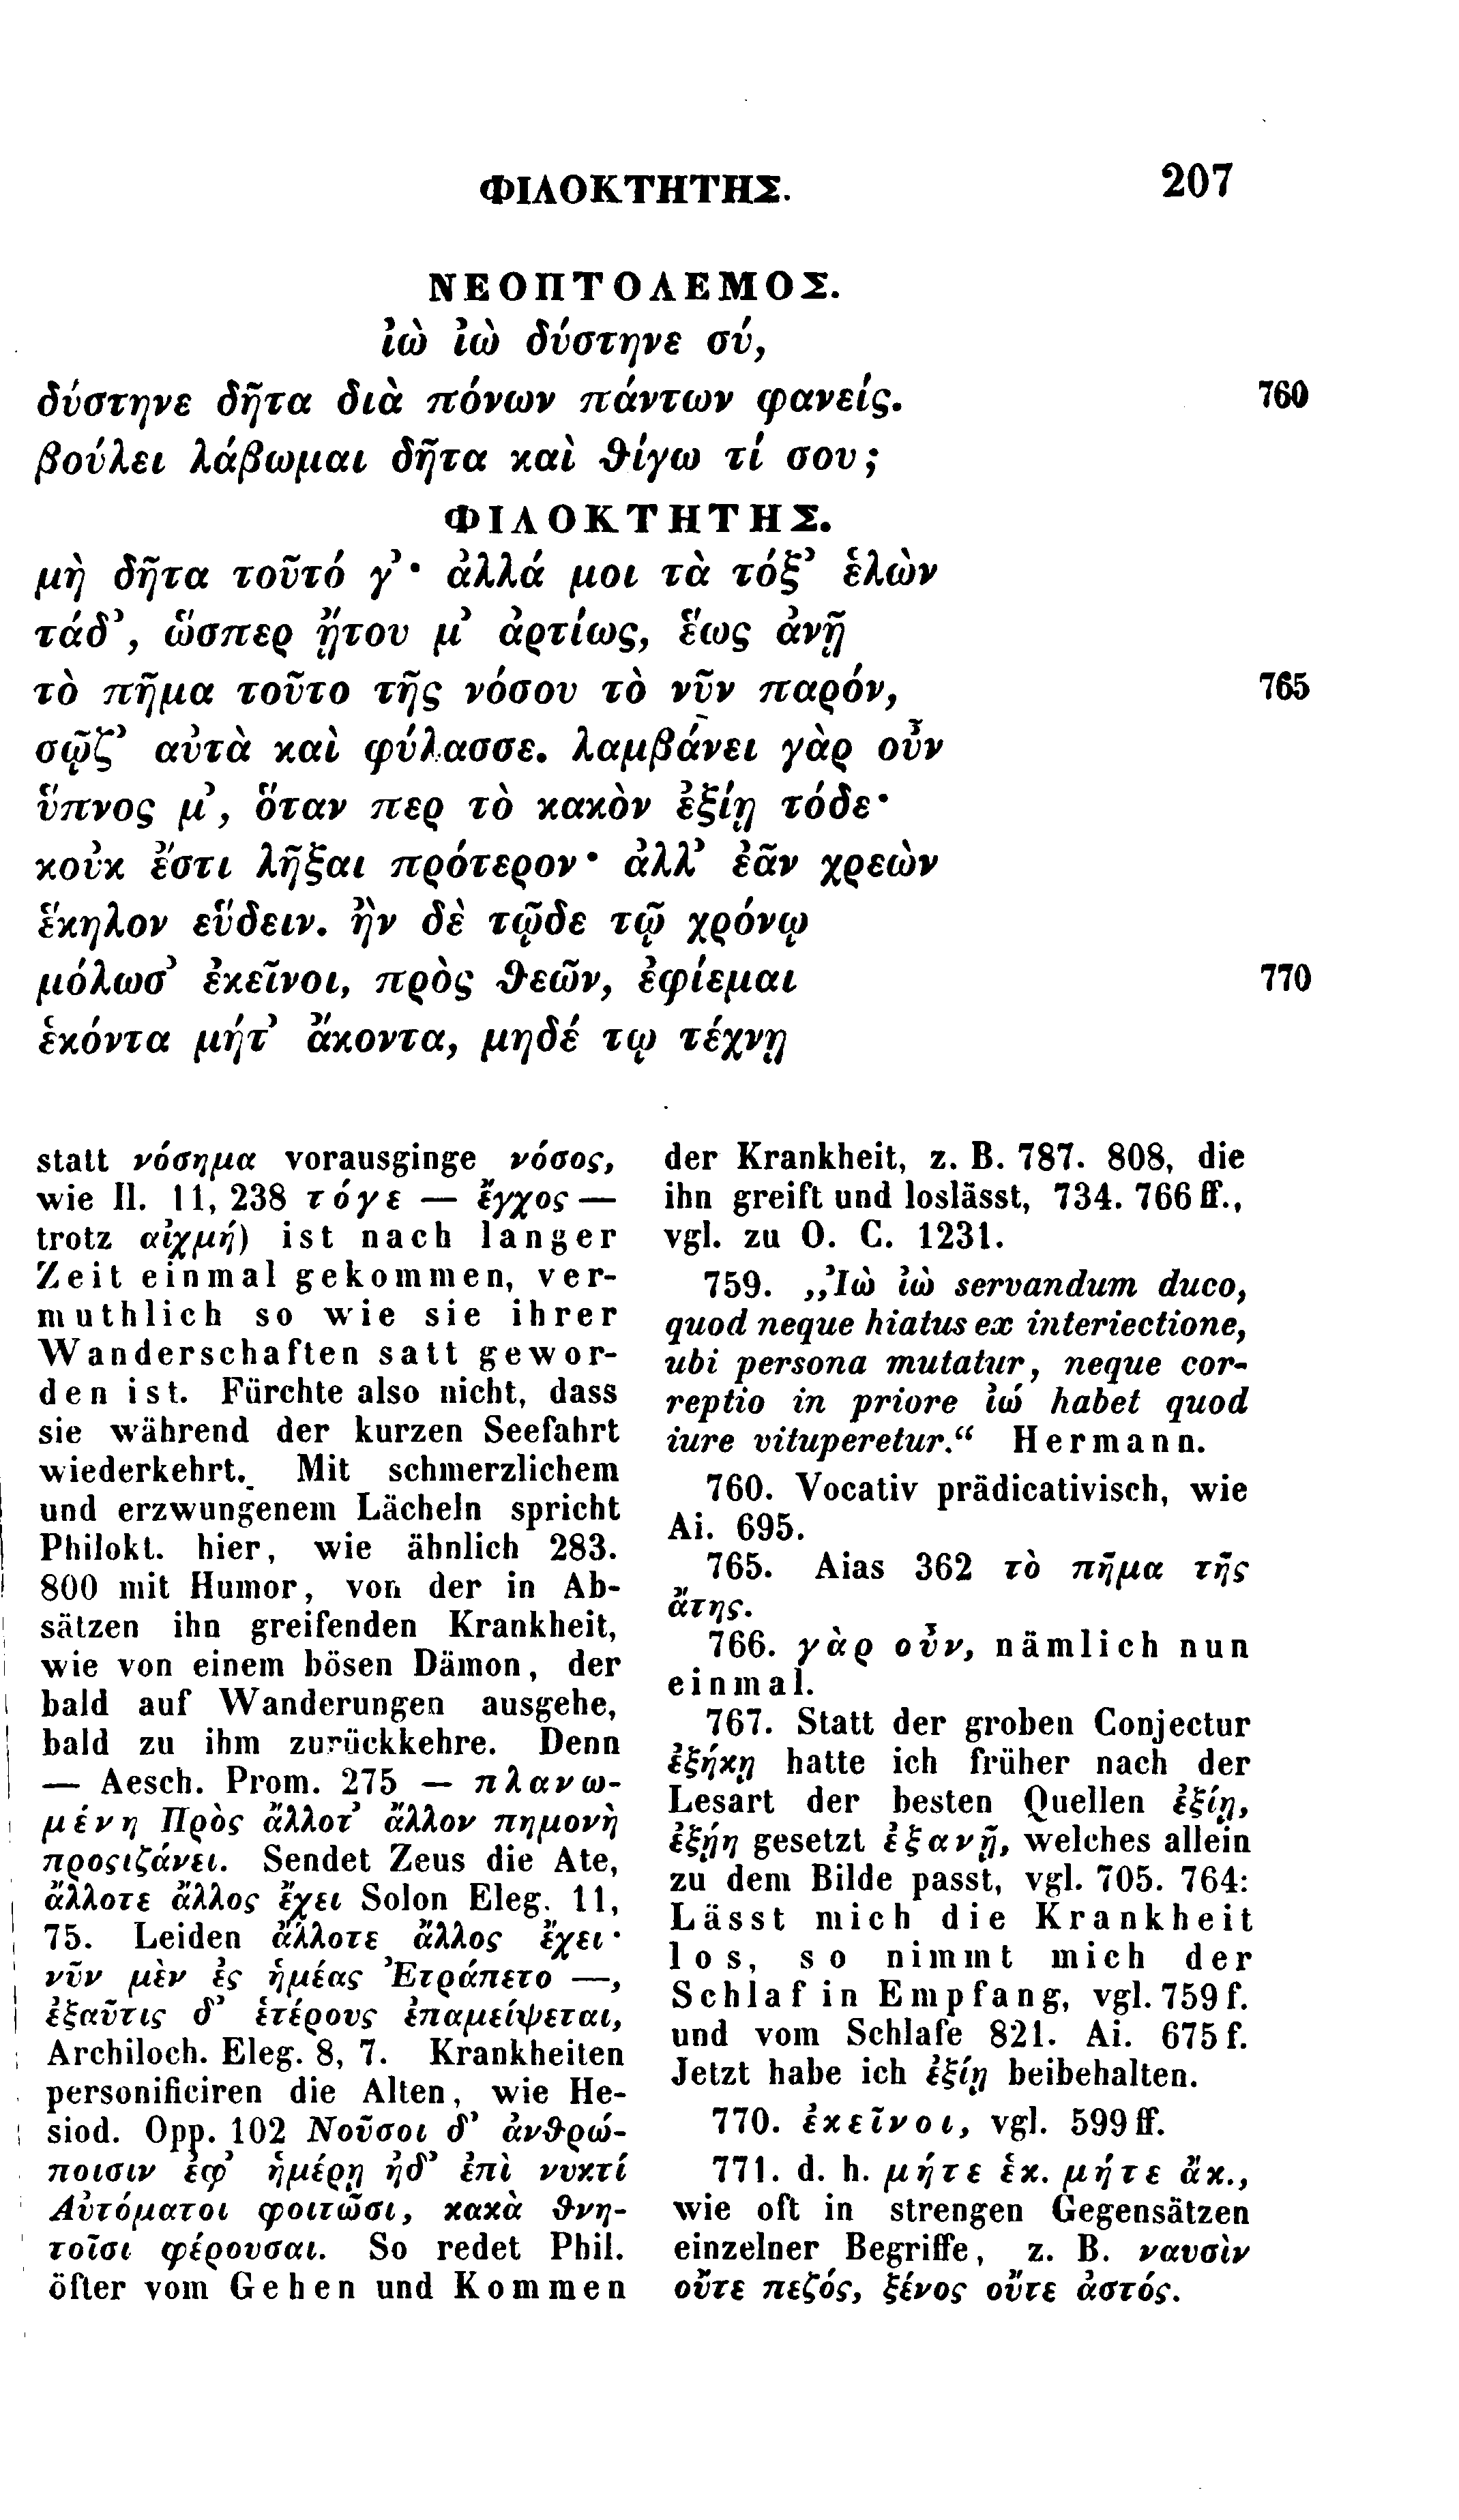 ΦΙΛΟΚΤΗΤΗΣ. 207
ΝΕΟΠΤΟΛΕΜΟΣ.
ἰὼ ἰὼ δύστηνε σύ,
δύστηνε δῆτα διὰ πόνων πάντων φανείς. 760
βούλει λάβωμαι δῆτα καὶ θίγω τί σου;
ΦΙΛΟΚΤΗΤΗΣ.
μὴ δῆτα τοῦτό γ’· ἀλλά μοι τὰ τόξ’ ἑλὼν
τάδ’, ὥσπερ ᾔτου μ’ ἀρτίως, ἕως ἀνῇ
τὸ πῆμα τοῦτο τῆς νόσου τὸ νῦν παρόν, 765
σῷζ’ αὐτὰ καὶ φύλασσε. λαμβάνει γὰρ οὖν
ὕπνος μ’, ὅταν περ τὸ κακὸν ἐξίῃ τόδε·
κοὐκ ἔστι λῆξαι πρότερον· ἀλλ’ ἐᾶν χρεὼν
ἕκηλον εὕδειν. ἢν δὲ τῷδε τῷ χρόνῳ
μόλωσ’ ἐκεῖνοι, πρὸς θεῶν, ἐφίεμαι 770
ἑκόντα μήτ’ ἄκοντα, μηδέ τῳ τέχνῃ
statt νόσημα vorausginge νόσος,
wie Il. 11, 238 τόγε — ἔγχος —
trotz αἰχμή) ist nach langer
Zeit einmal gekommen, ver-
muthlich so wie sie ihrer
Wanderschaften satt gewor-
den ist. Fürchte also nicht, dass
sie während der kurzen Seefahrt
wiederkehrt. Mit schmerzlichem
und erzwungenem Lächeln spricht
Philokt. hier, wie ähnlich 283.
800 mit Humor, von der in Ab-
sätzen ihn greifenden Krankheit,
wie von einem bösen Dämon, der
bald auf Wanderungen ausgehe,
bald zu ihm zurückkehre. Denn
— Aesch. Prom. 275 — πλανω-
μένη Πρὸς ἄλλοτ’ ἄλλον πημονὴ
προςιζάνει. Sendet Zeus die Ate,
ἄλλοτε ἄλλος ἔχει Solon Eleg. 11,
75. Leiden ἄλλοτε ἄλλος ἔχει·
νῦν μὲν ἐς ἡμέας Ἐτράπετο —,
ἐξαῦτις δ’ ἑτέρους ἐπαμείψεται,
Archiloch. Eleg. 8, 7. Krankheiten
personificiren die Alten, wie He-
siod. Opp. 102 Νοῦσοι δ’ ἀνθρώ-
ποισιν ἐφ’ ἡμέρῃ ἠδ’ ἐπὶ νυκτί
Αὐτόματοι φοιτῶσι, κακὰ θνη-
τοῖσι φέρουσαι. So redet Phil.
öfter vom Gehen und Kommen
der Krankheit, z. B. 787. 808, die
ihn greift und loslässt, 734. 766 ff.,
vgl. zu O. C. 1231.
759. „Ἰὼ ἰὼ servandum duco,
quod neque hiatus ex interiectione,
ubi persona mutatur, neque cor-
reptio in priore ἰώ habet quod
iure vituperetur.“ Hermann.
760. Vocativ prädicativisch, wie
Ai. 695.
765. Aias 362 τὸ πῆμα τῆς
ἄτης.
766. γὰρ οὖν, nämlich nun
einmal.
767. Statt der groben Conjectur
ἐξήκῃ hatte ich früher nach der
Lesart der besten Quellen ἐξίῃ,
ἐξήῃ gesetzt ἐξανῇ, welches allein
zu dem Bilde passt, vgl. 705. 764:
Lässt mich die Krankheit
los, so nimmt mich der
Schlaf in Empfang, vgl. 759 f.
und vom Schlafe 821. Ai. 675 f.
Jetzt habe ich ἐξίῃ beibehalten.
770. ἐκεῖνοι, vgl. 599 ff.
771. d. h. μήτε ἑκ. μήτε ἄκ.,
wie oft in strengen Gegensätzen
einzelner Begriffe, z. B. ναυσὶν
οὔτε πεζός, ξένος οὔτε ἀστός.